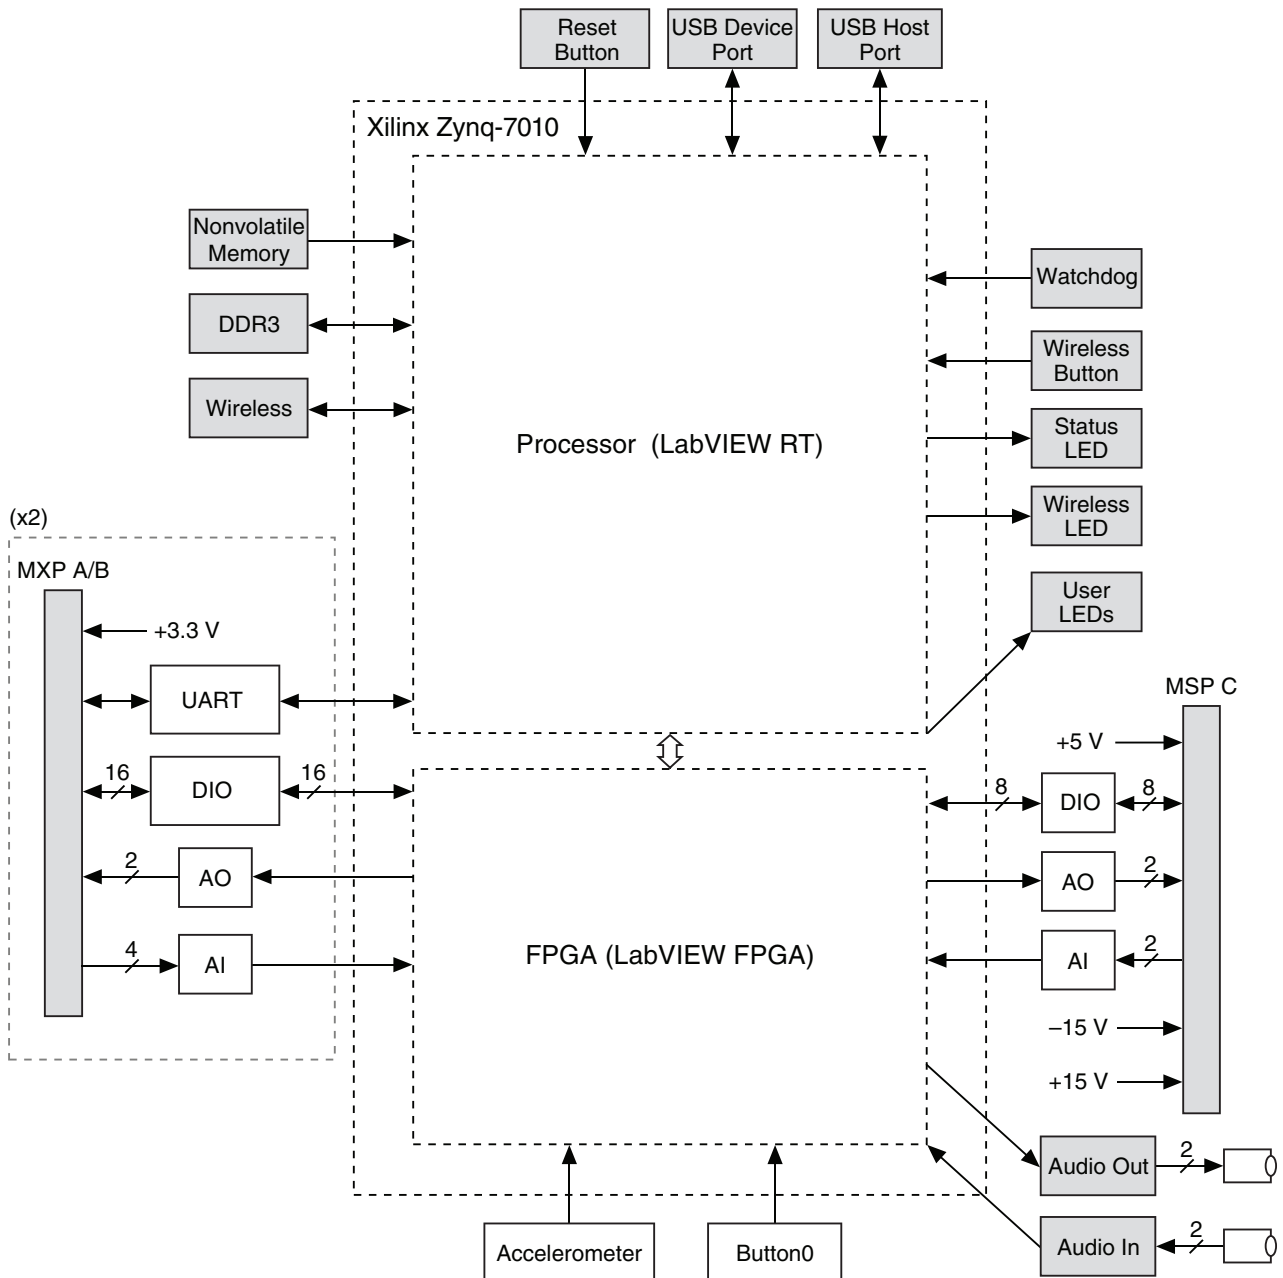 Reset
Button
USB Device
Port
USB Host
Port
Xilinx Zynq-7010
Nonvolatile
Memory
DDR3
Wireless
Processor (LabVIEW RT)
Watchdog
Wireless
Button
Status
LED
Wireless
LED
User
LEDs
(x2)
MXP A/B
+3.3 V
UART
16
DIO
16
2
AO
4
AI
FPGA (LabVIEW FPGA)
MSP C
+5 V
8
DIO
8
AO
2
AI
2
–15 V
+15 V
Audio Out
2
Audio In
2
Accelerometer
Button0